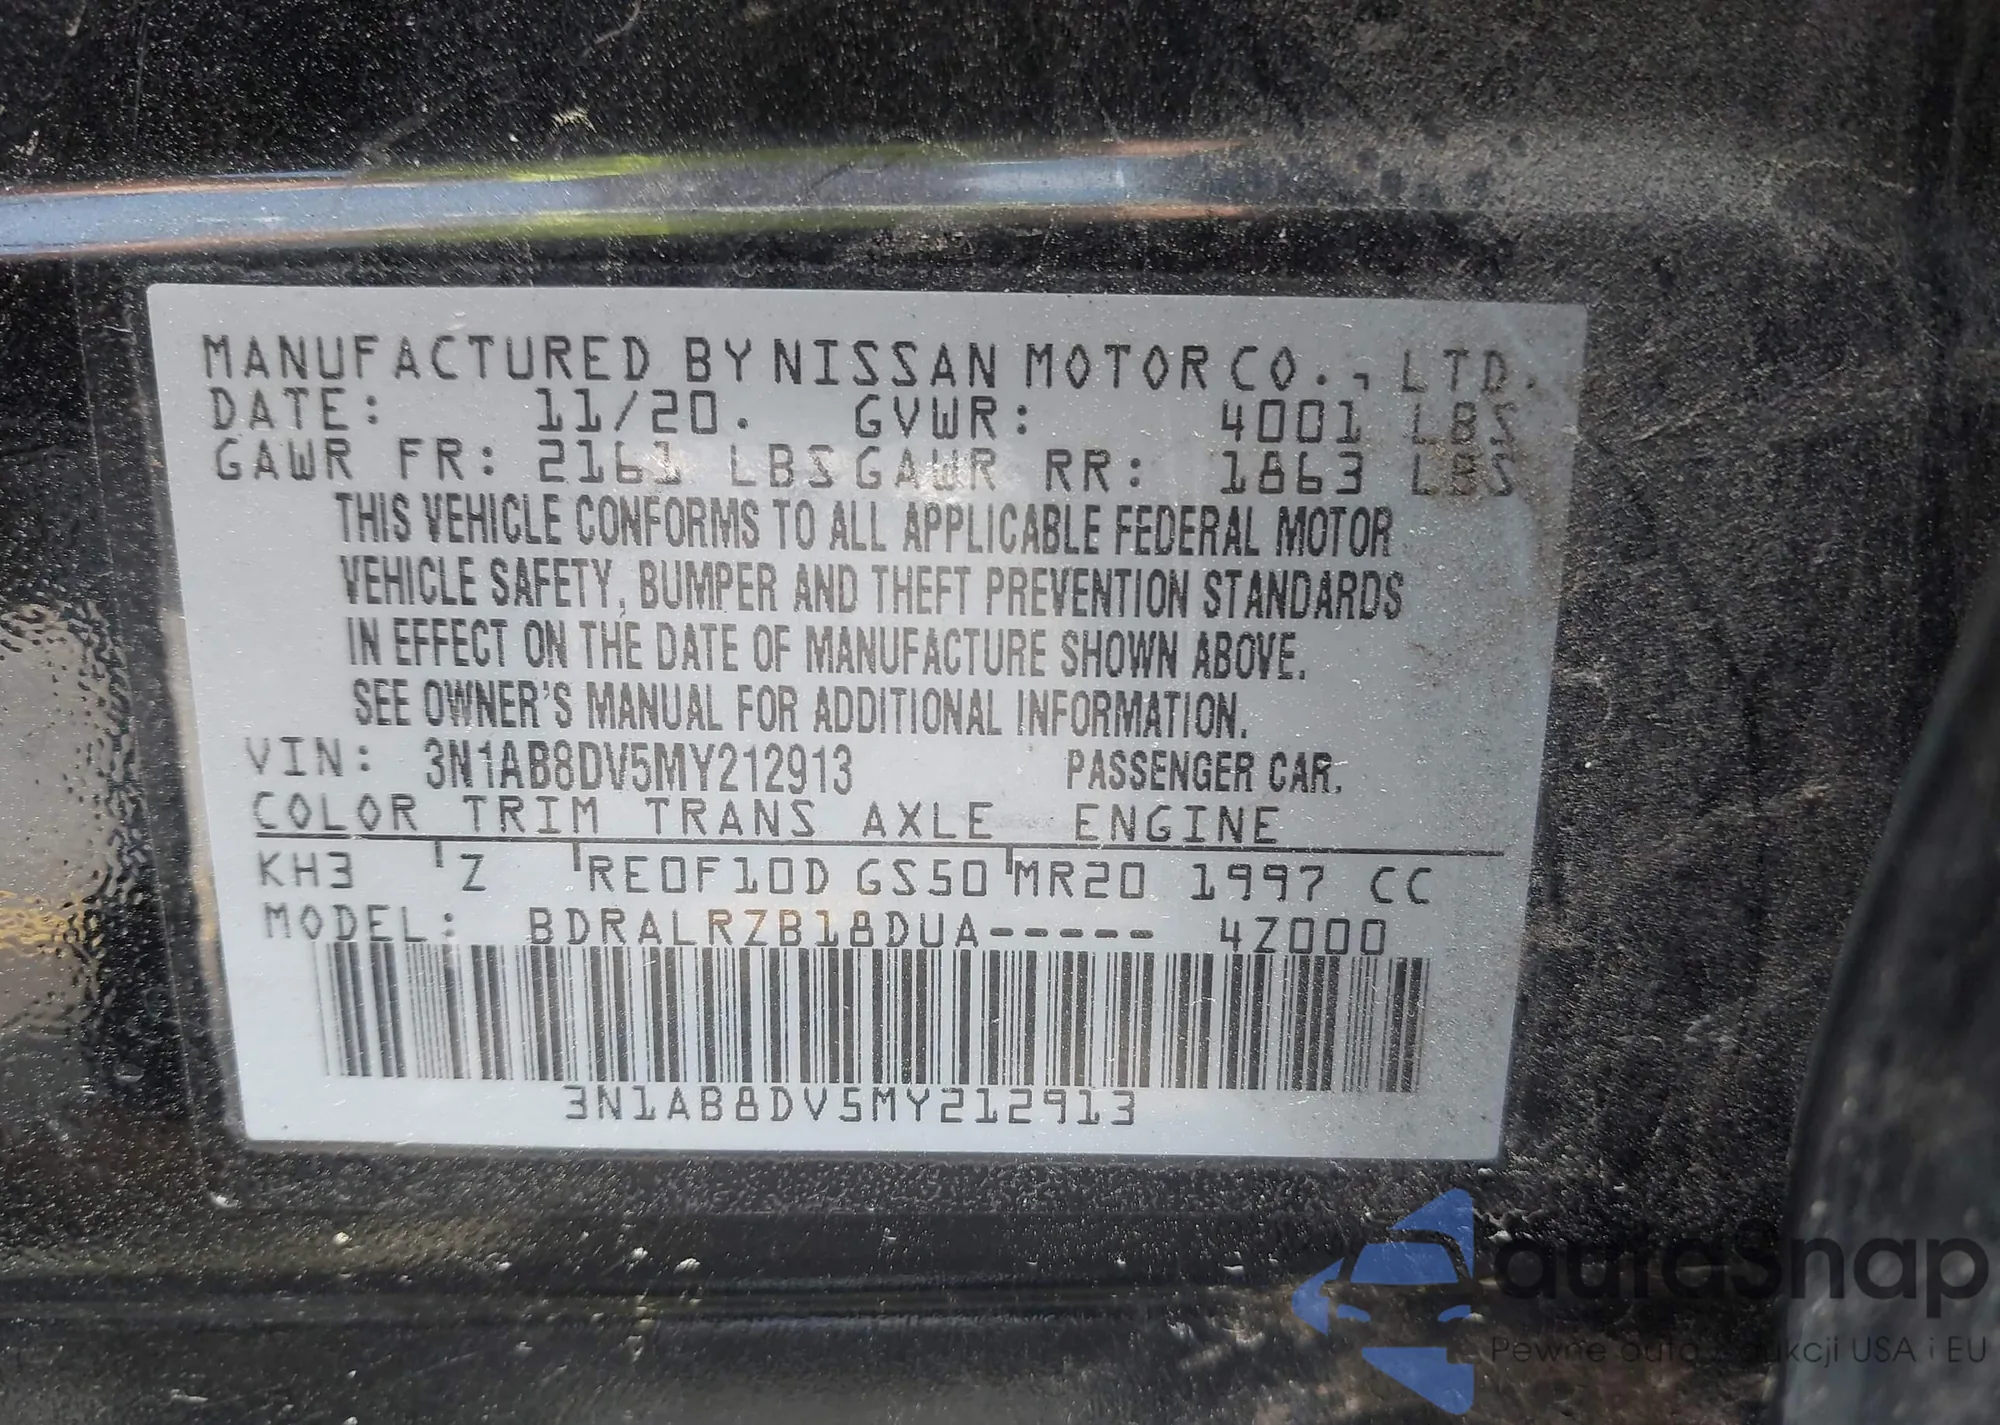 MANUFACTURED BY NISSAN MOTOR CO., LTD.
DATE: 11/20. GVWR: 4001 LBS
GAWR FR: 2161 LBS GAWR RR: 1863 LBS
THIS VEHICLE CONFORMS TO ALL APPLICABLE FEDERAL MOTOR
VEHICLE SAFETY, BUMPER AND THEFT PREVENTION STANDARDS
IN EFFECT ON THE DATE OF MANUFACTURE SHOWN ABOVE.
SEE OWNER'S MANUAL FOR ADDITIONAL INFORMATION.
VIN: 3N1AB8DV5MY212913 PASSENGER CAR.
COLOR TRIM TRANS AXLE ENGINE
KH3 Z RE0F10D GS50 MR20 1997 CC
MODEL: BDRALRZB18DUA----- 4Z000
3N1AB8DV5MY212913
autoSnap
Pewne auta z aukcji USA i EU